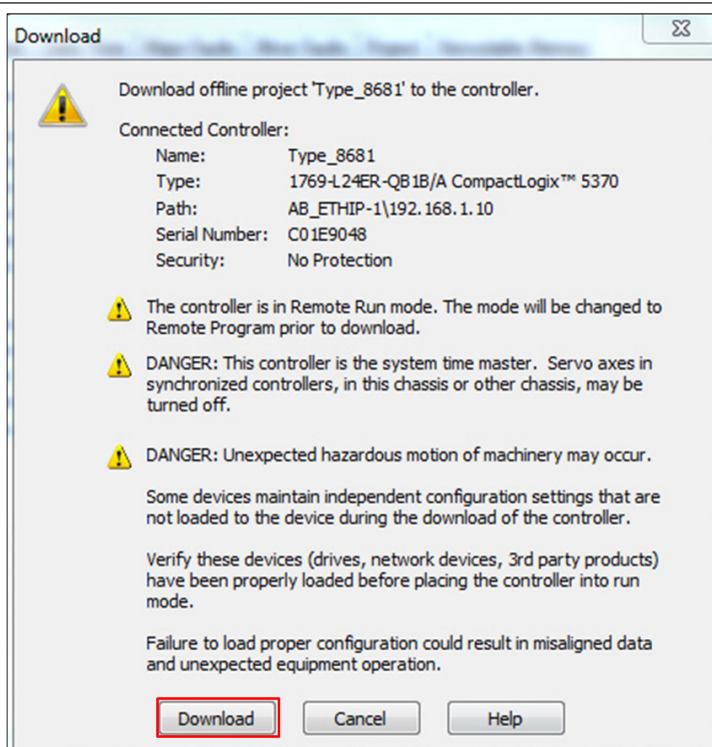 Download
Download offline project 'Type_8681' to the controller.
Connected Controller:
Name: Type_8681
Type: 1769-L24ER-QB1B/A CompactLogix™ 5370
Path: AB_ETHIP-1\192.168.1.10
Serial Number: C01E9048
Security: No Protection
The controller is in Remote Run mode. The mode will be changed to
Remote Program prior to download.
DANGER: This controller is the system time master. Servo axes in
synchronized controllers, in this chassis or other chassis, may be
turned off.
DANGER: Unexpected hazardous motion of machinery may occur.
Some devices maintain independent configuration settings that are
not loaded to the device during the download of the controller.
Verify these devices (drives, network devices, 3rd party products)
have been properly loaded before placing the controller into run
mode.
Failure to load proper configuration could result in misaligned data
and unexpected equipment operation.
Download Cancel Help